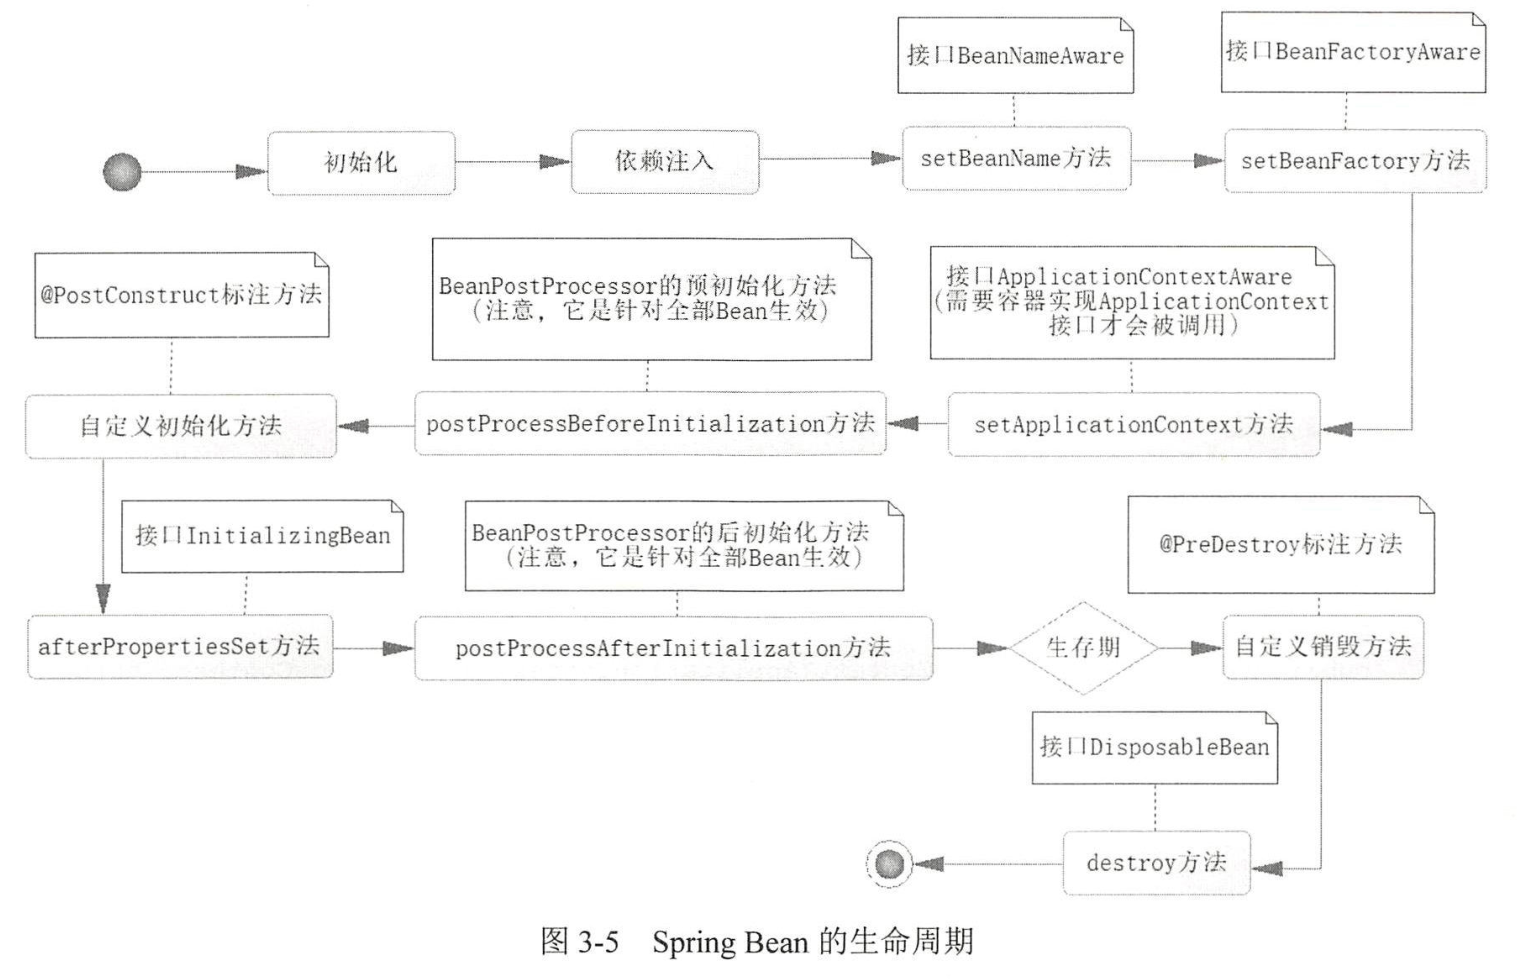 接口BeanNameAware
接口BeanFactoryAware
初始化
依赖注入
setBeanName方法
setBeanFactory方法
@PostConstruct标注方法
BeanPostProcessor的预初始化方法
（注意，它是针对全部Bean生效）
接口ApplicationContextAware
（需要容器实现ApplicationContext
接口才会被调用）
自定义初始化方法
postProcessBeforeInitialization方法
setApplicationContext方法
接口InitializingBean
BeanPostProcessor的后初始化方法
（注意，它是针对全部Bean生效）
@PreDestroy标注方法
afterPropertiesSet方法
postProcessAfterInitialization方法
生存期
自定义销毁方法
接口DisposableBean
destroy方法
图 3-5 Spring Bean 的生命周期